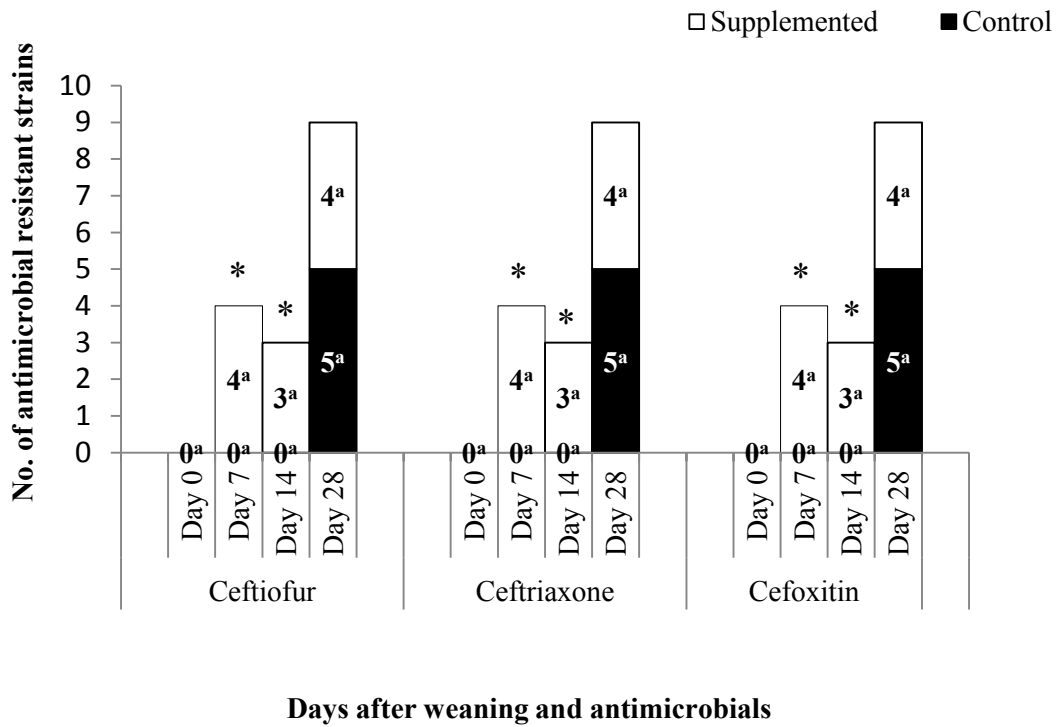 □ Supplemented ■ Control
No. of antimicrobial resistant strains
10
9
8
7
6
5
4
3
2
1
0
4ᵃ 4ᵃ 4ᵃ
* * *
* * *
4ᵃ 3ᵃ 5ᵃ 4ᵃ 3ᵃ 5ᵃ 4ᵃ 3ᵃ 5ᵃ
0ᵃ 0ᵃ 0ᵃ 0ᵃ 0ᵃ 0ᵃ 0ᵃ 0ᵃ 0ᵃ
Day 0 Day 7 Day 14 Day 28 Day 0 Day 7 Day 14 Day 28 Day 0 Day 7 Day 14 Day 28
Ceftiofur Ceftriaxone Cefoxitin
Days after weaning and antimicrobials